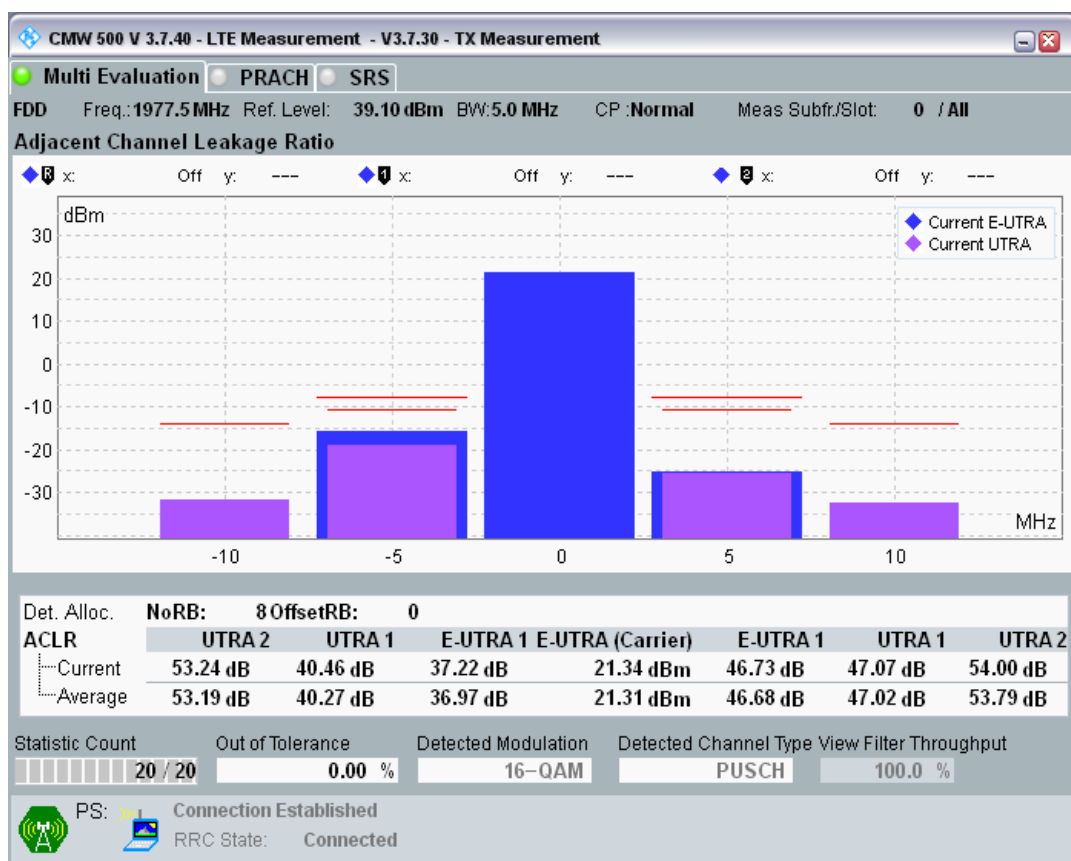 CMW 500 V 3.7.40 - LTE Measurement - V3.7.30 - TX Measurement
Multi Evaluation PRACH SRS
FDD Freq.: 1977.5 MHz Ref. Level: 39.10 dBm BW: 5.0 MHz CP : Normal Meas Subfr./Slot: 0 / All
Adjacent Channel Leakage Ratio
R x: Off y: --- 1 x: Off y: --- 2 x: Off y: ---
dBm
Current E-UTRA
Current UTRA
30
20
10
0
-10
-20
-30
MHz
-10 -5 0 5 10
Det. Alloc. NoRB: 8 OffsetRB: 0
ACLR UTRA 2 UTRA 1 E-UTRA 1 E-UTRA (Carrier) E-UTRA 1 UTRA 1 UTRA 2
Current 53.24 dB 40.46 dB 37.22 dB 21.34 dBm 46.73 dB 47.07 dB 54.00 dB
Average 53.19 dB 40.27 dB 36.97 dB 21.31 dBm 46.68 dB 47.02 dB 53.79 dB
Statistic Count Out of Tolerance Detected Modulation Detected Channel Type View Filter Throughput
20 / 20 0.00 % 16-QAM PUSCH 100.0 %
PS: Connection Established
RRC State: Connected